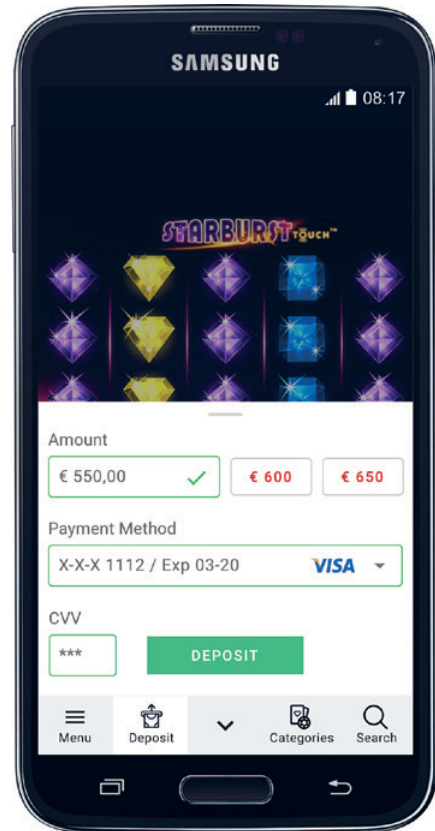 SAMSUNG
08:17
STARBURST TOUCH™
Amount
€ 550,00
€ 600
€ 650
Payment Method
X-X-X 1112 / Exp 03-20 VISA
CVV
***
DEPOSIT
Menu
Deposit
Categories
Search